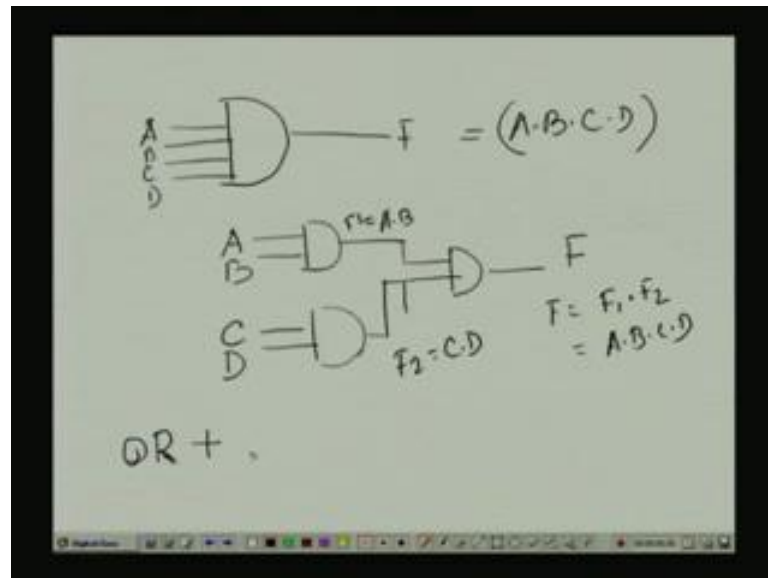 A
B
C
D
F = (A·B·C·D)
A
B
F1 = A·B
C
D
F2 = C·D
F
F = F1 · F2
= A·B·C·D
OR + .